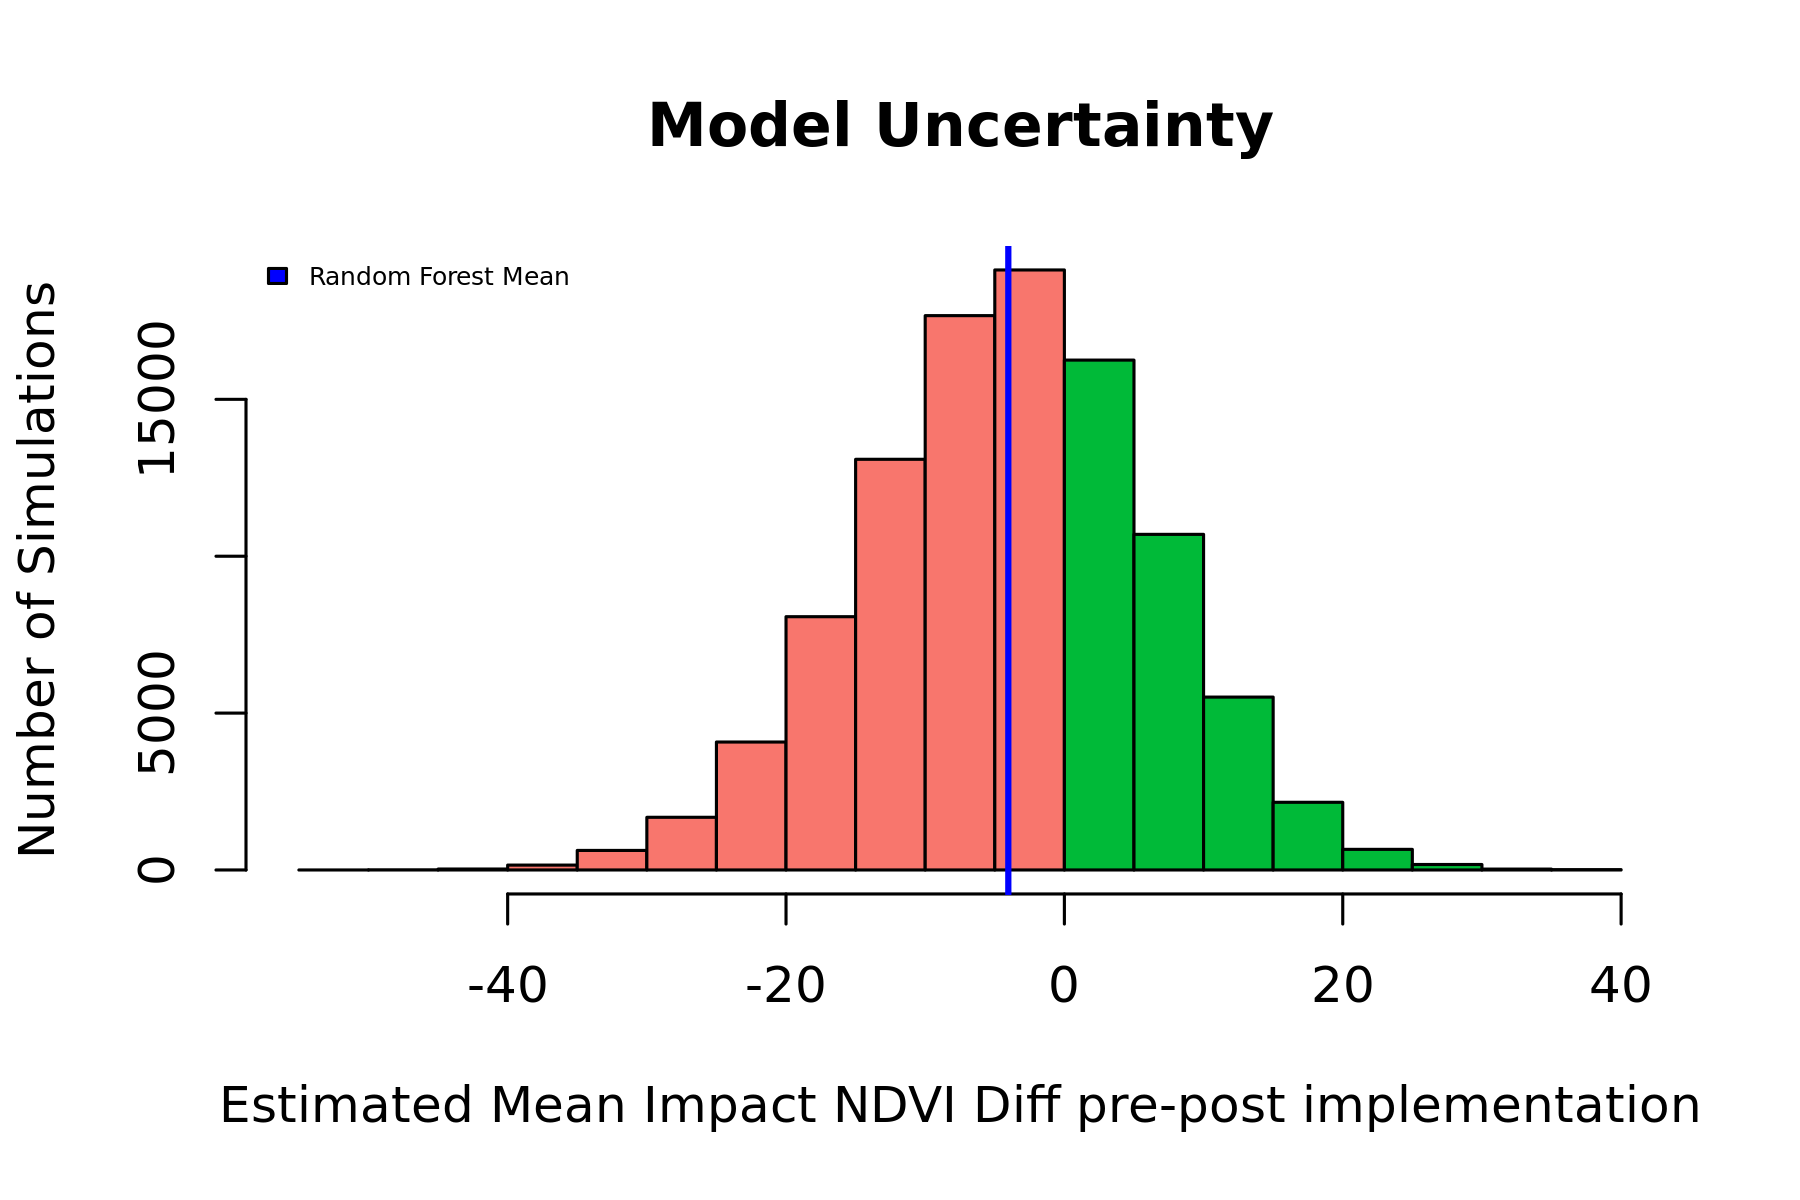 Model Uncertainty
Random Forest Mean
Number of Simulations
15000
5000
0
-40 -20 0 20 40
Estimated Mean Impact NDVI Diff pre-post implementation